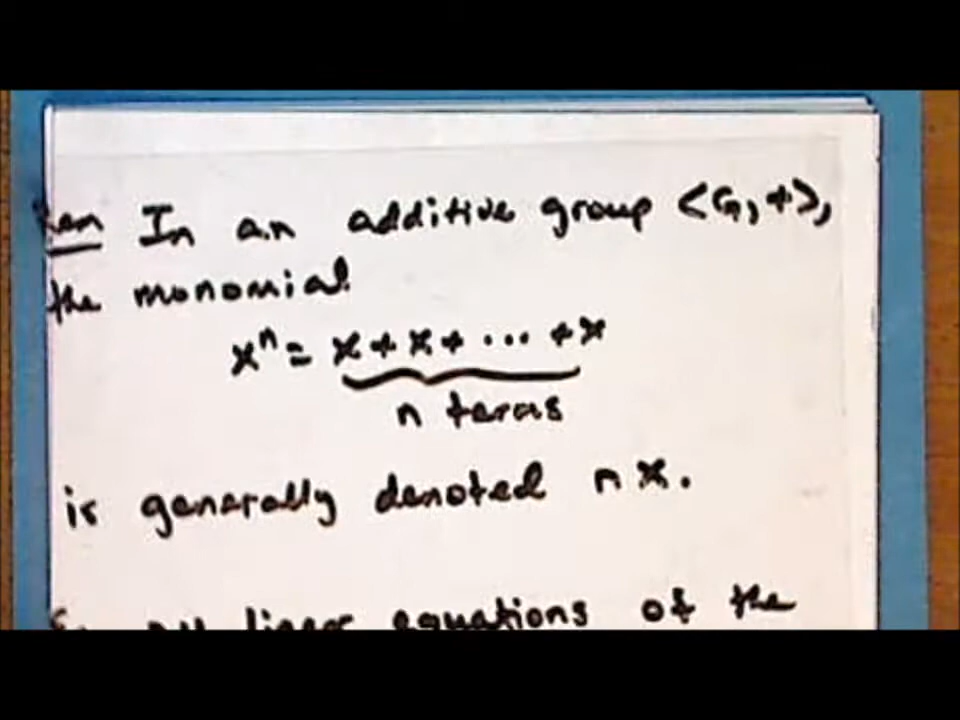 In an additive group <G,+>,
the monomial
xⁿ = x + x + ... + x
n terms
is generally denoted nx.
linear equations of the